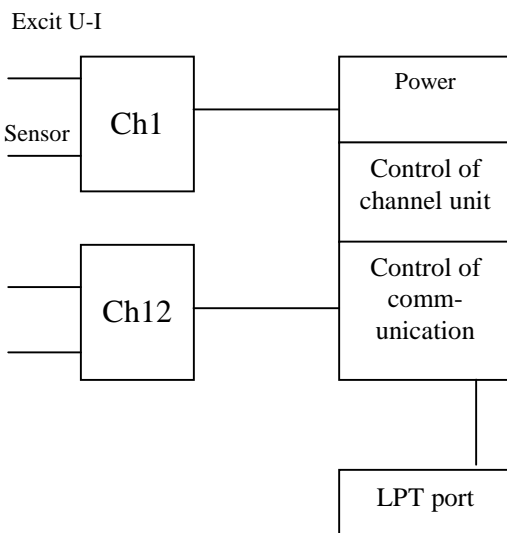 Excit U-I
Sensor
Ch1
Power
Control of
channel unit
Ch12
Control of
comm-
unication
LPT port